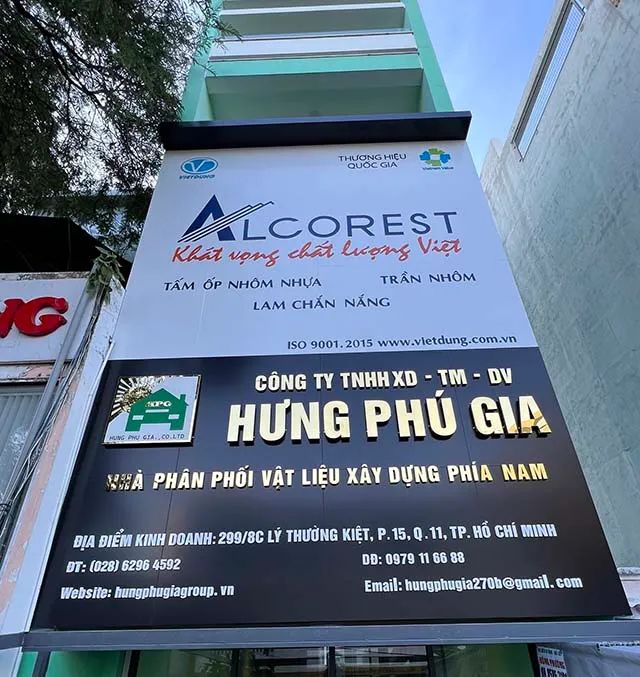 THƯƠNG HIỆU
QUỐC GIA
VIETDUNG
Vietnam Value
ALCOREST
Khát vọng chất lượng Việt
TẤM ỐP NHÔM NHỰA TRẦN NHÔM
LAM CHẮN NẮNG
ISO 9001.2015 www.vietdung.com.vn
NG
CÔNG TY TNHH XD - TM - DV
HPG
HƯNG PHÚ GIA
HUNG PHU GIA.,CO.LTD
NHÀ PHÂN PHỐI VẬT LIỆU XÂY DỰNG PHÍA NAM
ĐỊA ĐIỂM KINH DOANH: 299/8C LÝ THƯỜNG KIỆT, P. 15, Q. 11, TP. HỒ CHÍ MINH
ĐT: (028) 6296 4592 DĐ: 0979 11 66 88
Website: hungphugiagroup. vn Email: hungphugia270b@gmail. com